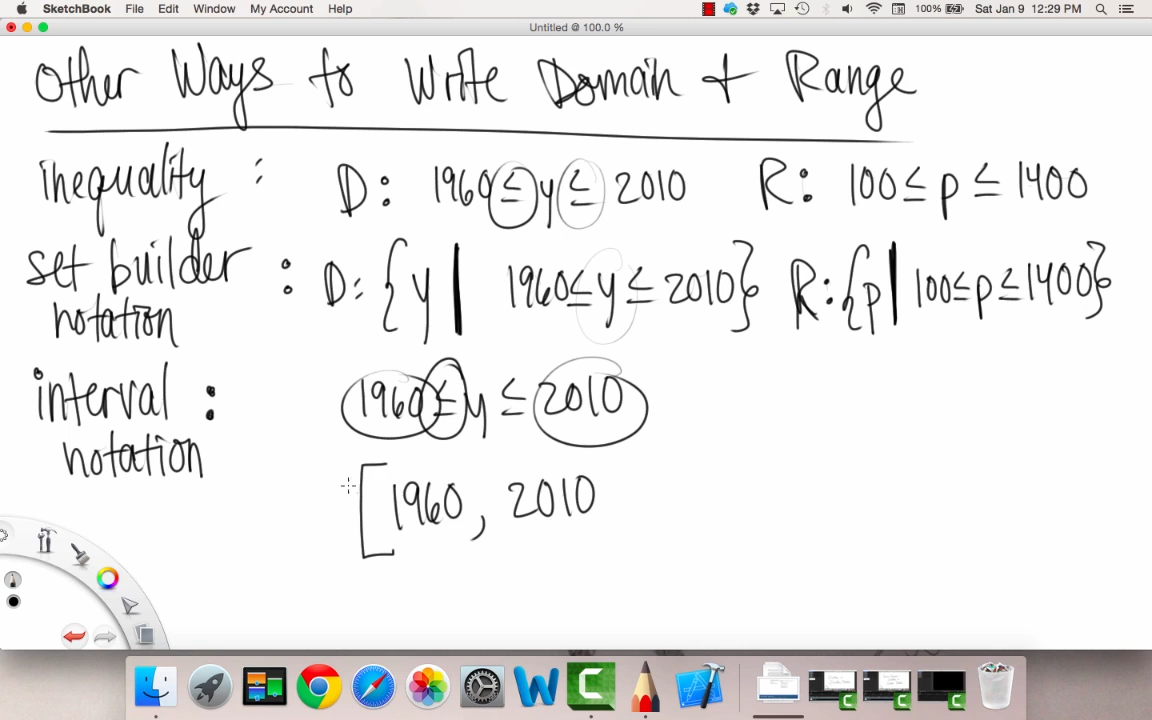 SketchBook File Edit Window My Account Help 100% Sat Jan 9 12:29 PM
Untitled @ 100.0 %
Other Ways to Write Domain + Range
inequality : D: 1960 ≤ y ≤ 2010 R: 100 ≤ p ≤ 1400
set builder notation : D: {y | 1960 ≤ y ≤ 2010} R: {p | 100 ≤ p ≤ 1400}
interval notation : 1960 ≤ y ≤ 2010
[1960, 2010